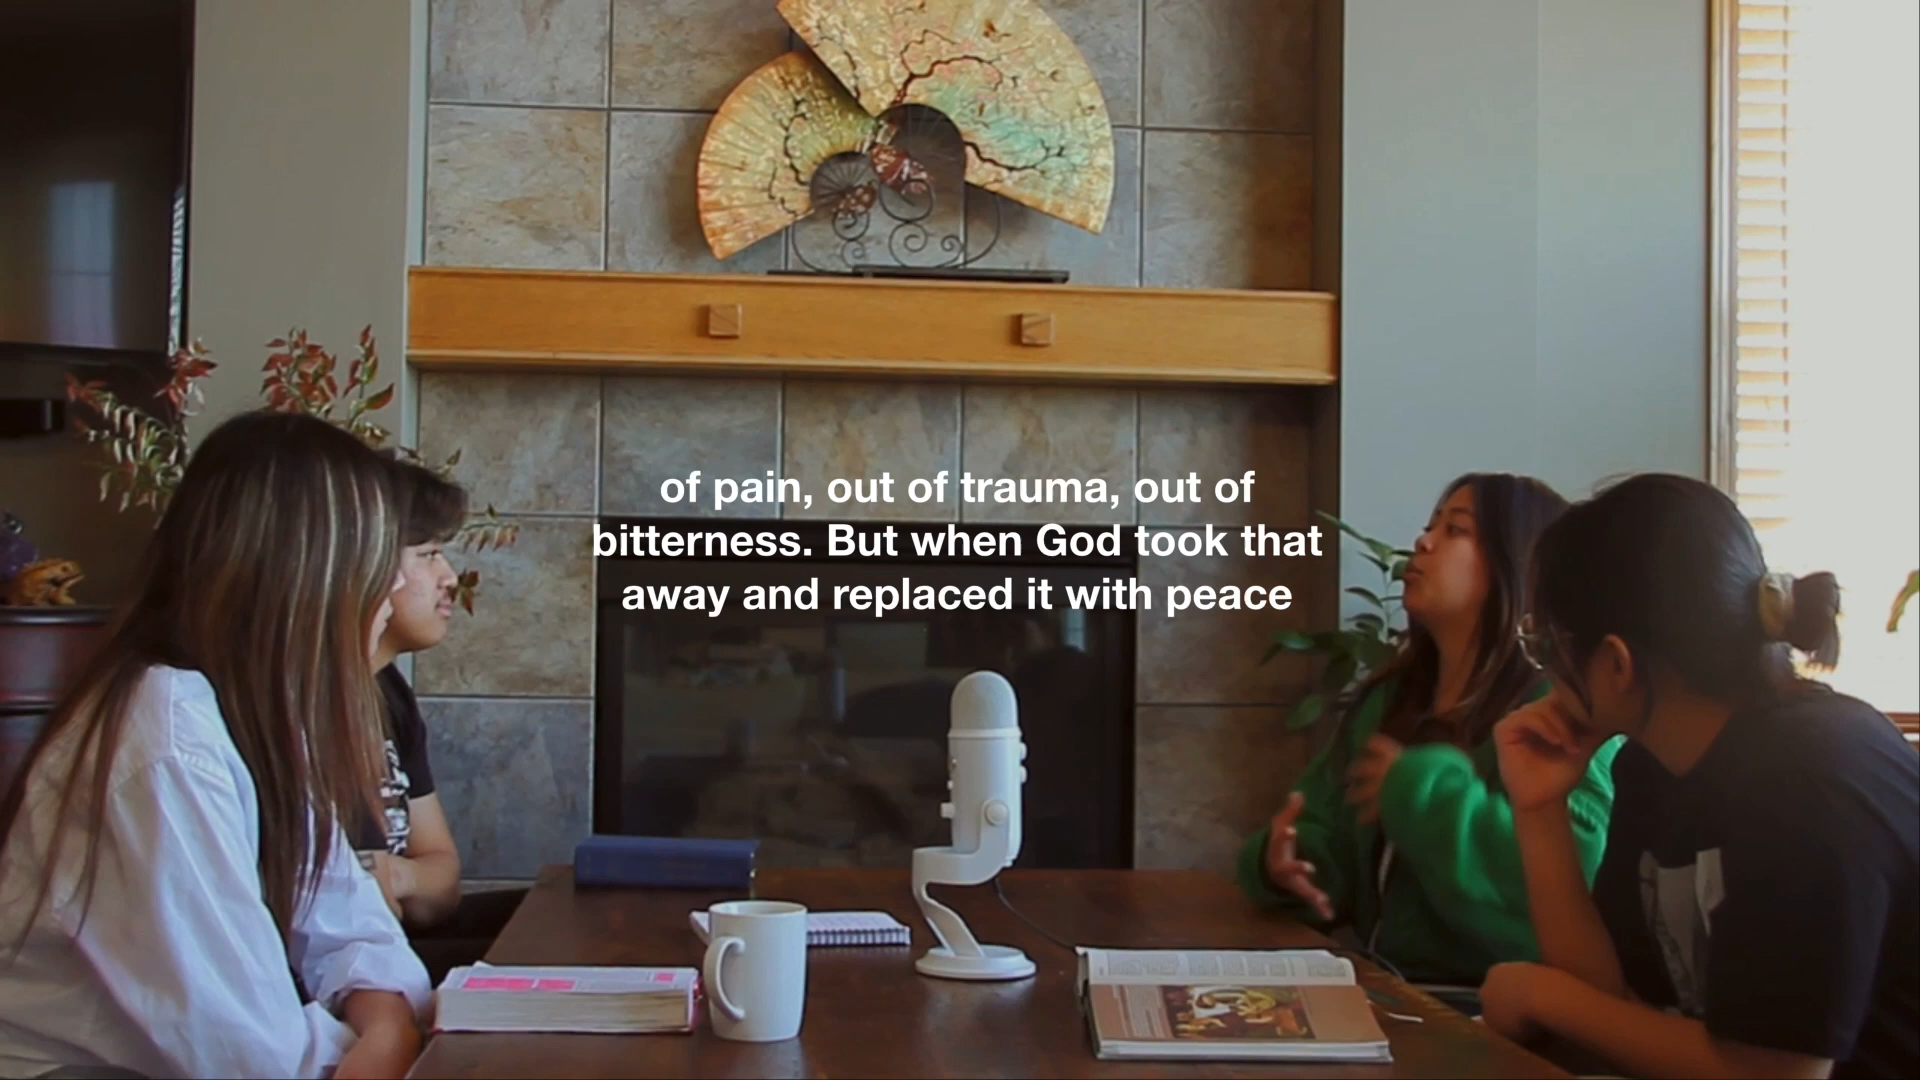 of pain, out of trauma, out of
bitterness. But when God took that
away and replaced it with peace